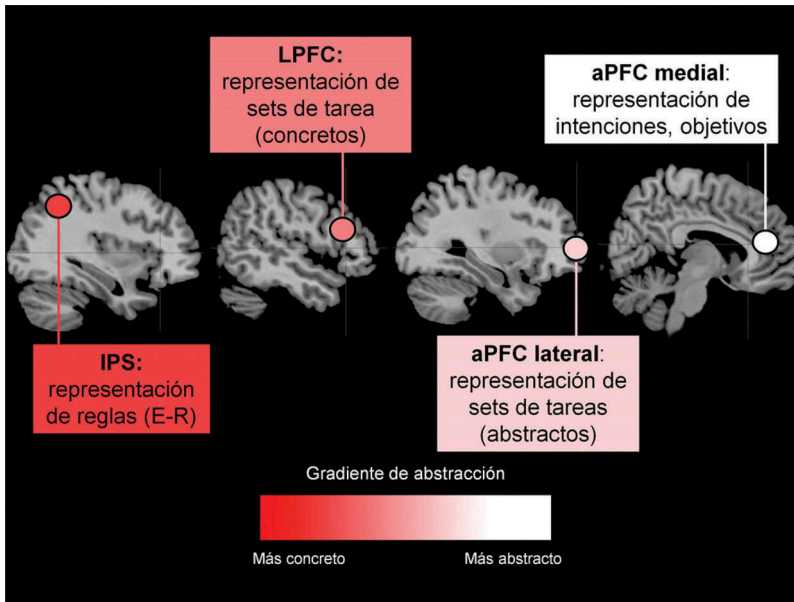 LPFC:
representación de
sets de tarea
(concretos)
aPFC medial:
representación de
intenciones, objetivos
IPS:
representación
de reglas (E-R)
aPFC lateral:
representación de
sets de tareas
(abstractos)
Gradiente de abstracción
Más concreto
Más abstracto